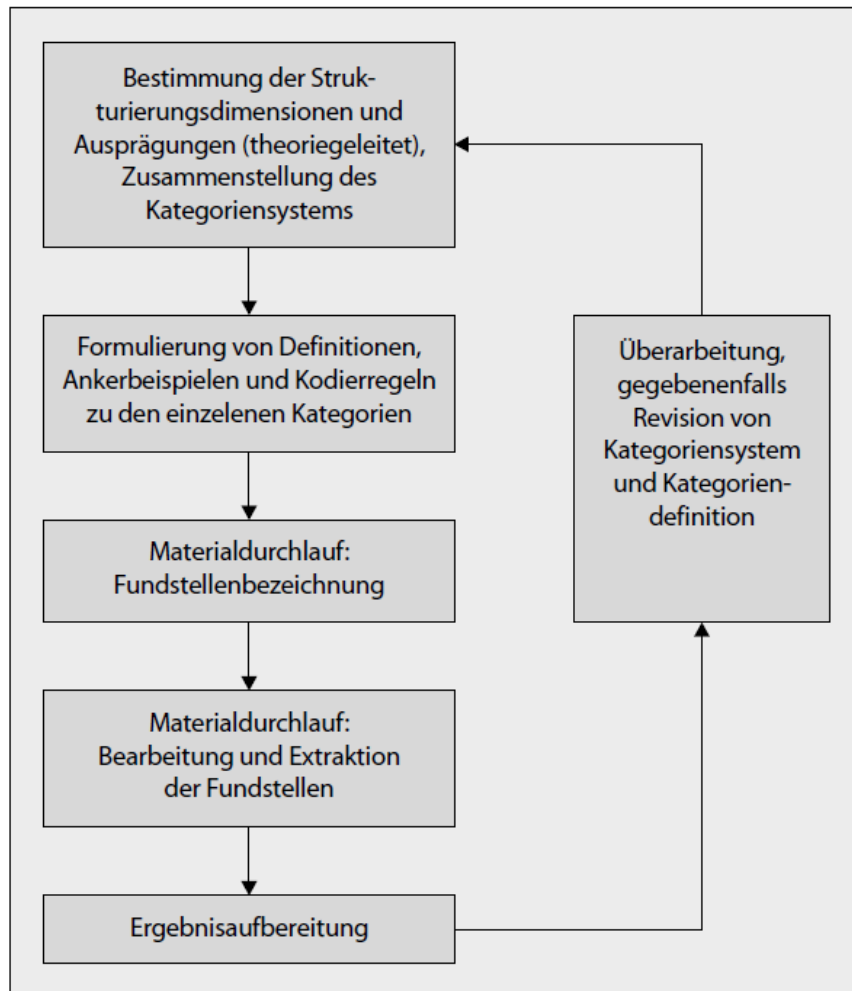 Bestimmung der Struk-
turierungsdimensionen und
Ausprägungen (theoriegeleitet),
Zusammenstellung des
Kategoriensystems
Formulierung von Definitionen,
Ankerbeispielen und Kodierregeln
zu den einzelenen Kategorien
Materialdurchlauf:
Fundstellenbezeichnung
Materialdurchlauf:
Bearbeitung und Extraktion
der Fundstellen
Ergebnisaufbereitung
Überarbeitung,
gegebenenfalls
Revision von
Kategoriensystem
und Kategorien-
definition